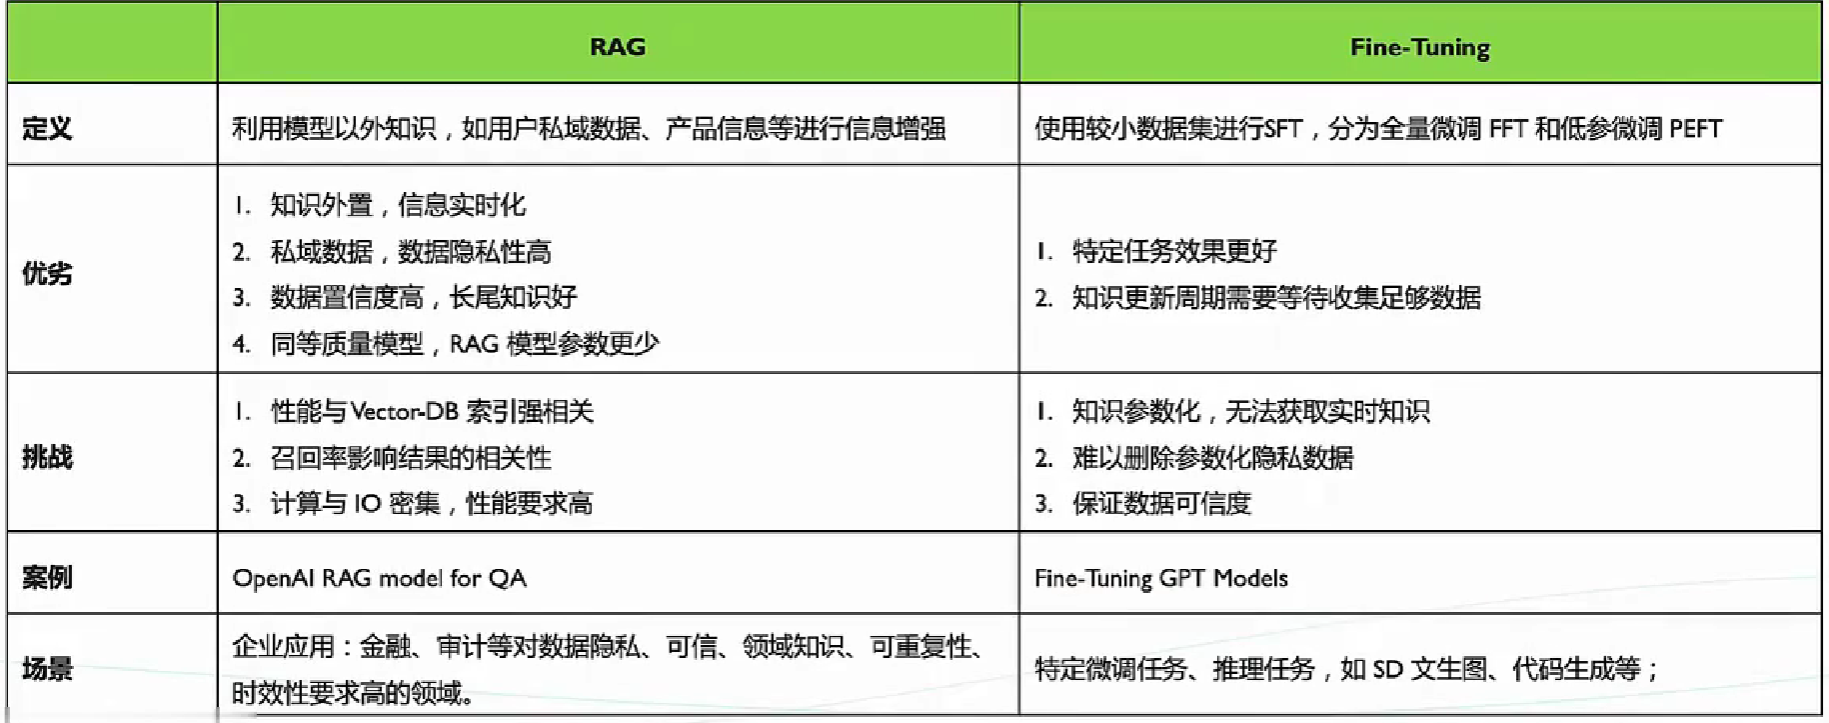 RAG
Fine-Tuning
定义
利用模型以外知识，如用户私域数据、产品信息等进行信息增强
使用较小数据集进行SFT，分为全量微调 FFT 和低参微调 PEFT
优劣
1. 知识外置，信息实时化
2. 私域数据，数据隐私性高
3. 数据置信度高，长尾知识好
4. 同等质量模型，RAG 模型参数更少
1. 特定任务效果更好
2. 知识更新周期需要等待收集足够数据
挑战
1. 性能与 Vector-DB 索引强相关
2. 召回率影响结果的相关性
3. 计算与 IO 密集，性能要求高
1. 知识参数化，无法获取实时知识
2. 难以删除参数化隐私数据
3. 保证数据可信度
案例
OpenAI RAG model for QA
Fine-Tuning GPT Models
场景
企业应用：金融、审计等对数据隐私、可信、领域知识、可重复性、
时效性要求高的领域。
特定微调任务、推理任务，如 SD 文生图、代码生成等；